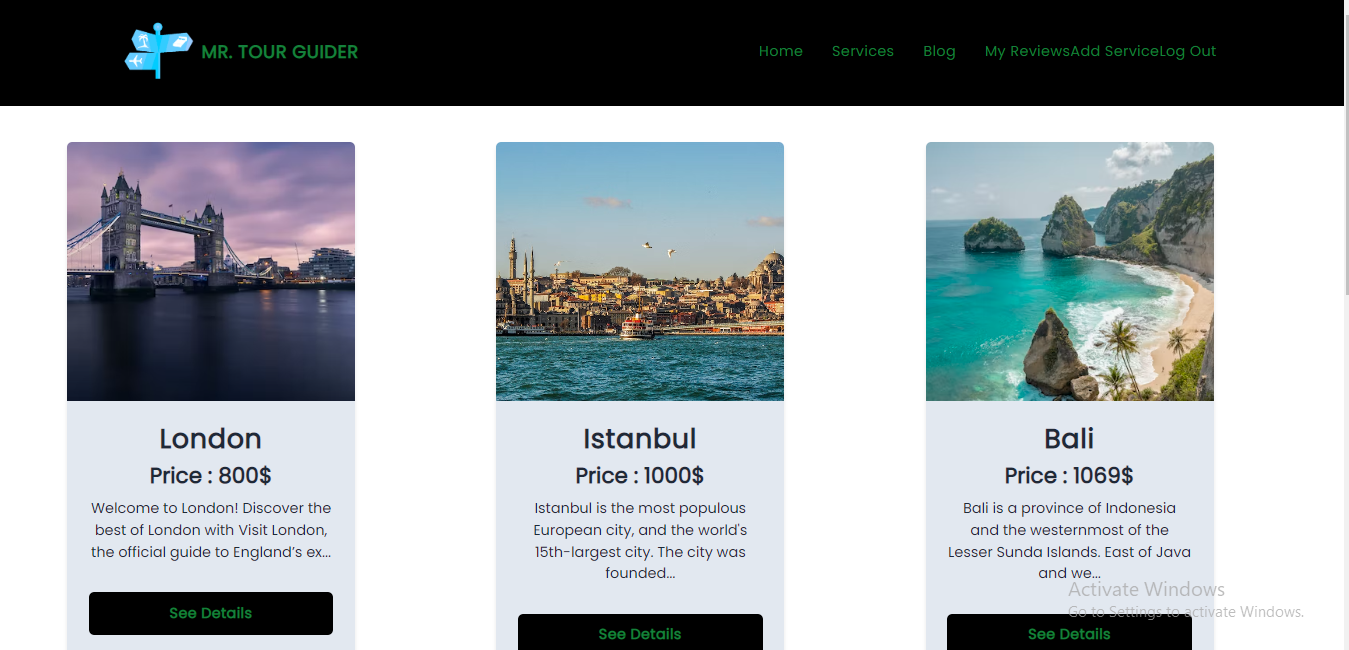 MR. TOUR GUIDER
Home Services Blog My ReviewsAdd ServiceLog Out
London
Price : 800$
Welcome to London! Discover the
best of London with Visit London,
the official guide to England’s ex...
See Details
Istanbul
Price : 1000$
Istanbul is the most populous
European city, and the world's
15th-largest city. The city was
founded...
See Details
Bali
Price : 1069$
Bali is a province of Indonesia
and the westernmost of the
Lesser Sunda Islands. East of Java
and we...
See Details
Activate Windows
Go to Settings to activate Windows.